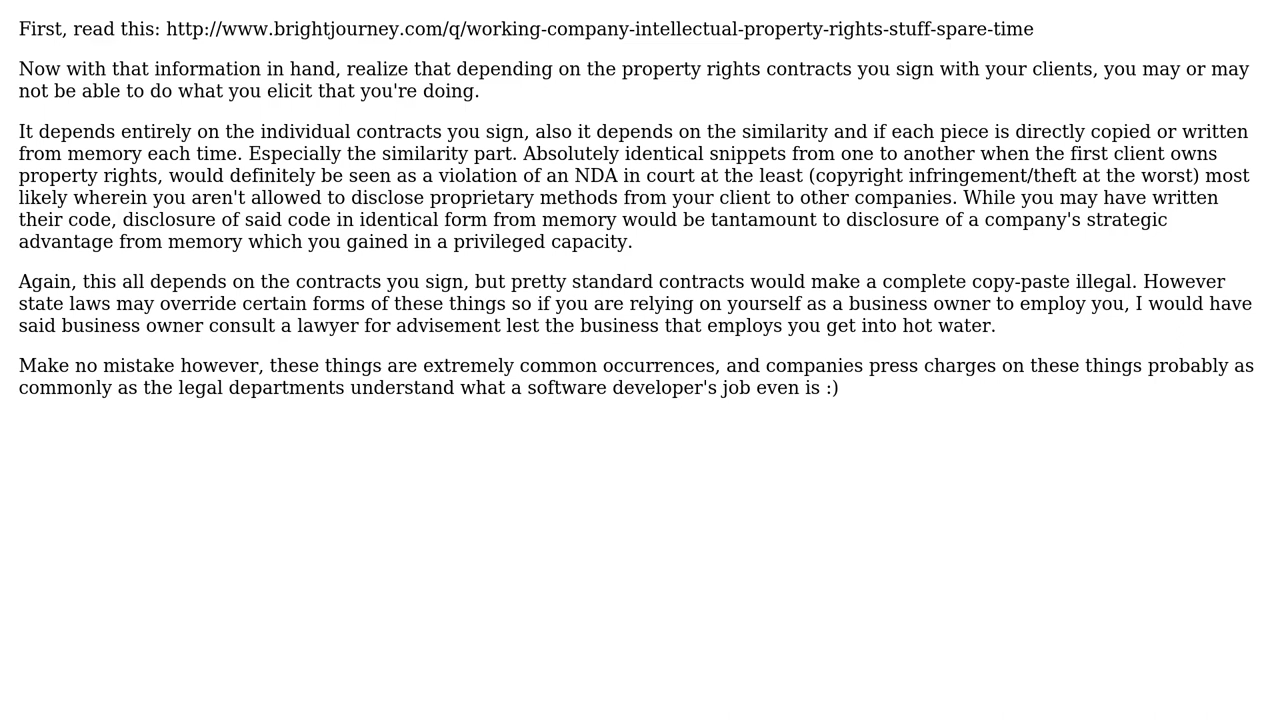 First, read this: http://www.brightjourney.com/q/working-company-intellectual-property-rights-stuff-spare-time
Now with that information in hand, realize that depending on the property rights contracts you sign with your clients, you may or may
not be able to do what you elicit that you're doing.
It depends entirely on the individual contracts you sign, also it depends on the similarity and if each piece is directly copied or written
from memory each time. Especially the similarity part. Absolutely identical snippets from one to another when the first client owns
property rights, would definitely be seen as a violation of an NDA in court at the least (copyright infringement/theft at the worst) most
likely wherein you aren't allowed to disclose proprietary methods from your client to other companies. While you may have written
their code, disclosure of said code in identical form from memory would be tantamount to disclosure of a company's strategic
advantage from memory which you gained in a privileged capacity.
Again, this all depends on the contracts you sign, but pretty standard contracts would make a complete copy-paste illegal. However
state laws may override certain forms of these things so if you are relying on yourself as a business owner to employ you, I would have
said business owner consult a lawyer for advisement lest the business that employs you get into hot water.
Make no mistake however, these things are extremely common occurrences, and companies press charges on these things probably as
commonly as the legal departments understand what a software developer's job even is :)